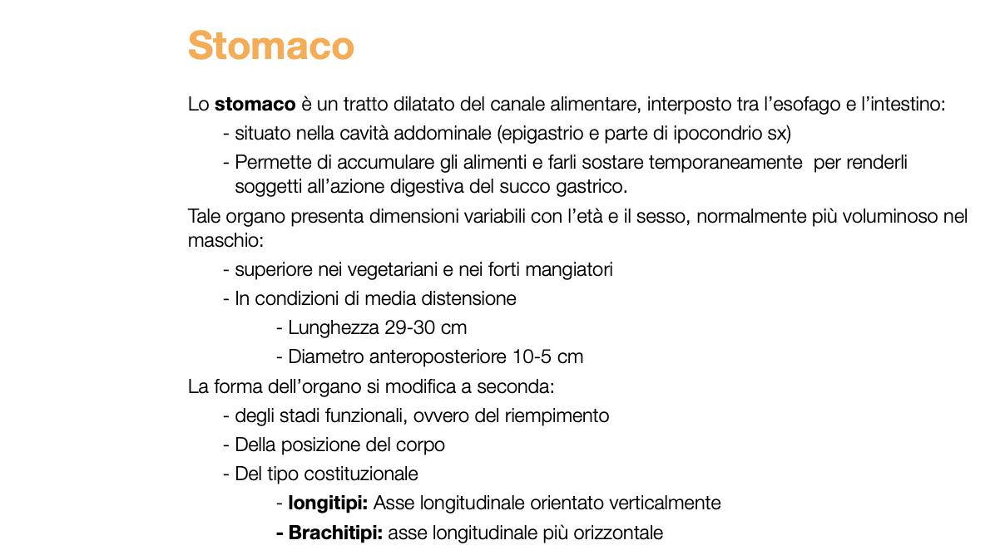 Stomaco
Lo stomaco è un tratto dilatato del canale alimentare, interposto tra l’esofago e l’intestino:
- situato nella cavità addominale (epigastrio e parte di ipocondrio sx)
- Permette di accumulare gli alimenti e farli sostare temporaneamente  per renderli
soggetti all’azione digestiva del succo gastrico.
Tale organo presenta dimensioni variabili con l’età e il sesso, normalmente più voluminoso nel
maschio:
- superiore nei vegetariani e nei forti mangiatori
- In condizioni di media distensione
- Lunghezza 29-30 cm
- Diametro anteroposteriore 10-5 cm
La forma dell’organo si modifica a seconda:
- degli stadi funzionali, ovvero del riempimento
- Della posizione del corpo
- Del tipo costituzionale
- longitipi: Asse longitudinale orientato verticalmente
- Brachitipi: asse longitudinale più orizzontale